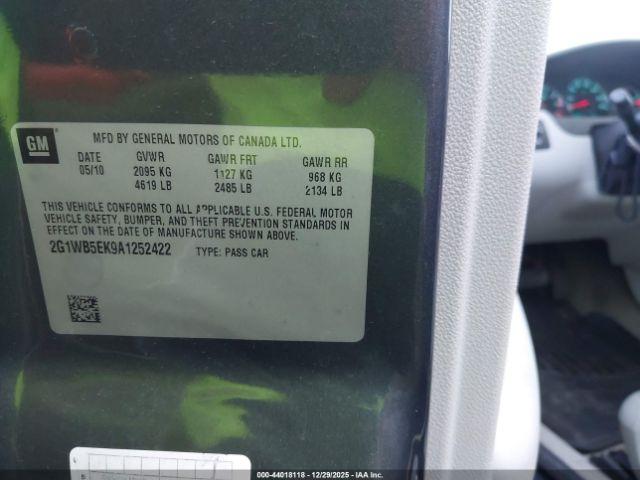 GM
MFD BY GENERAL MOTORS OF CANADA LTD.
DATE GVWR GAWR FRT GAWR RR
05/10 2095 KG 1127 KG 968 KG
4619 LB 2485 LB 2134 LB
THIS VEHICLE CONFORMS TO ALL APPLICABLE U.S. FEDERAL MOTOR
VEHICLE SAFETY, BUMPER, AND THEFT PREVENTION STANDARDS IN
EFFECT ON THE DATE OF MANUFACTURE SHOWN ABOVE.
2G1WB5EK9A1252422 TYPE: PASS CAR
000-44018118 - 12/29/2025 - IAAI